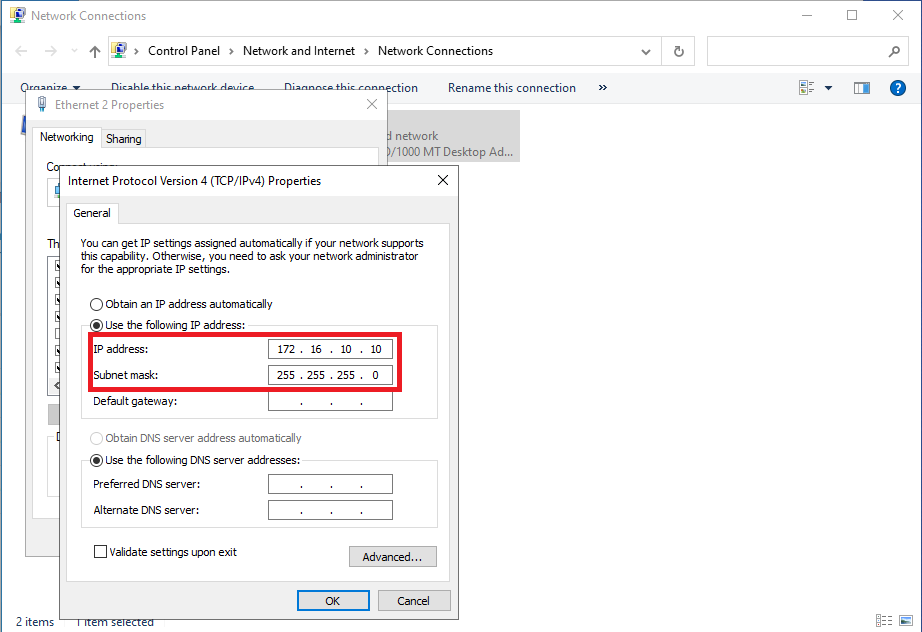 Network Connections
Control Panel > Network and Internet > Network Connections
Organize Disable this network device Diagnose this connection Rename this connection »
Ethernet 2 Properties
Networking Sharing
d network
0/1000 MT Desktop Ad...
Internet Protocol Version 4 (TCP/IPv4) Properties
General
You can get IP settings assigned automatically if your network supports
this capability. Otherwise, you need to ask your network administrator
for the appropriate IP settings.
Obtain an IP address automatically
Use the following IP address:
IP address: 172 . 16 . 10 . 10
Subnet mask: 255 . 255 . 255 . 0
Default gateway: . . .
Obtain DNS server address automatically
Use the following DNS server addresses:
Preferred DNS server: . . .
Alternate DNS server: . . .
Validate settings upon exit
Advanced...
OK Cancel
2 items 1 item selected